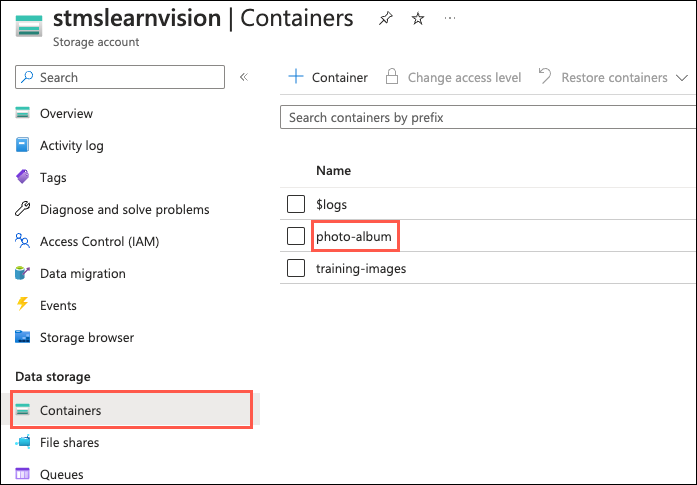 stmslearnvision | Containers
Storage account
Search
Overview
Activity log
Tags
Diagnose and solve problems
Access Control (IAM)
Data migration
Events
Storage browser
Data storage
Containers
File shares
Queues
Container
Change access level
Restore containers
Search containers by prefix
Name
$logs
photo-album
training-images